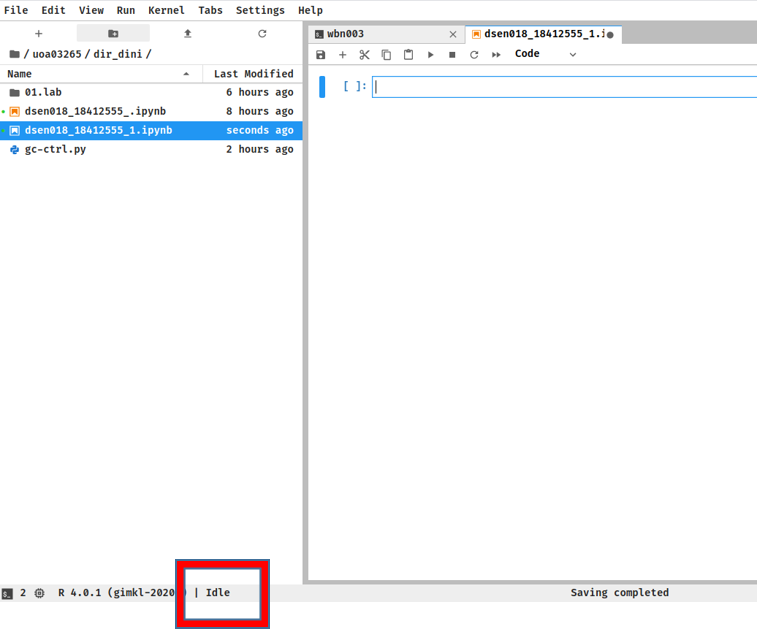 File Edit View Run Kernel Tabs Settings Help
wbn003
dsen018_18412555_1.i
/ uoa03265 / dir_dini /
Code
Name Last Modified
01.lab 6 hours ago
[ ]:
dsen018_18412555_.ipynb 8 hours ago
dsen018_18412555_1.ipynb seconds ago
gc-ctrl.py 2 hours ago
2 R 4.0.1 (gimkl-2020 ) | Idle Saving completed